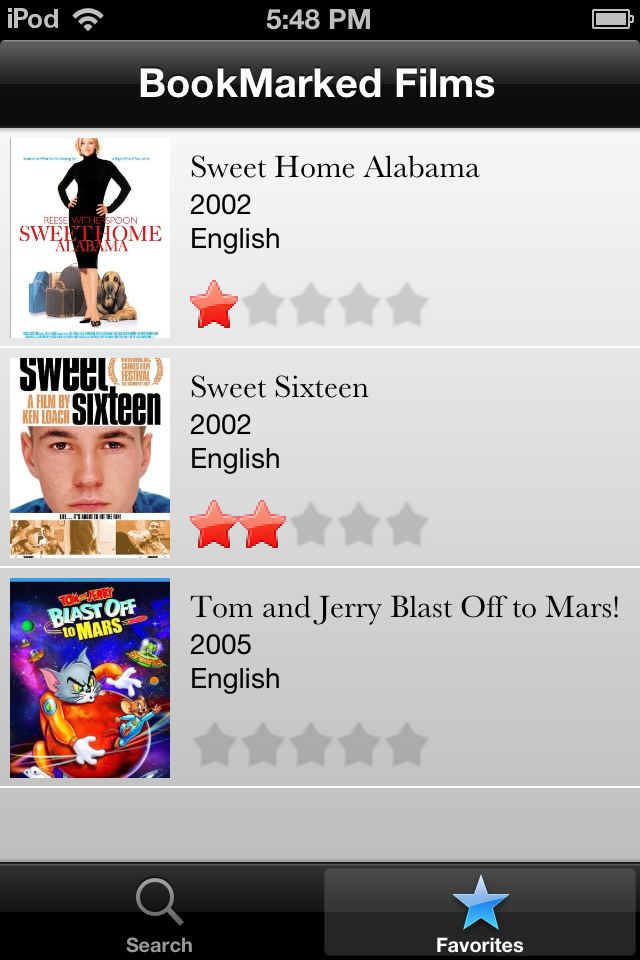 iPod 5:48 PM
BookMarked Films
REESE WITHERSPOON
SWEET HOME
ALABAMA
Sweet Home Alabama
2002
English
sweet
CANNES FILM
FESTIVAL
A FILM BY
KEN LOACH
sixteen
Sweet Sixteen
2002
English
TOM and JERRY
BLAST OFF
to MARS
Tom and Jerry Blast Off to Mars!
2005
English
Search
Favorites